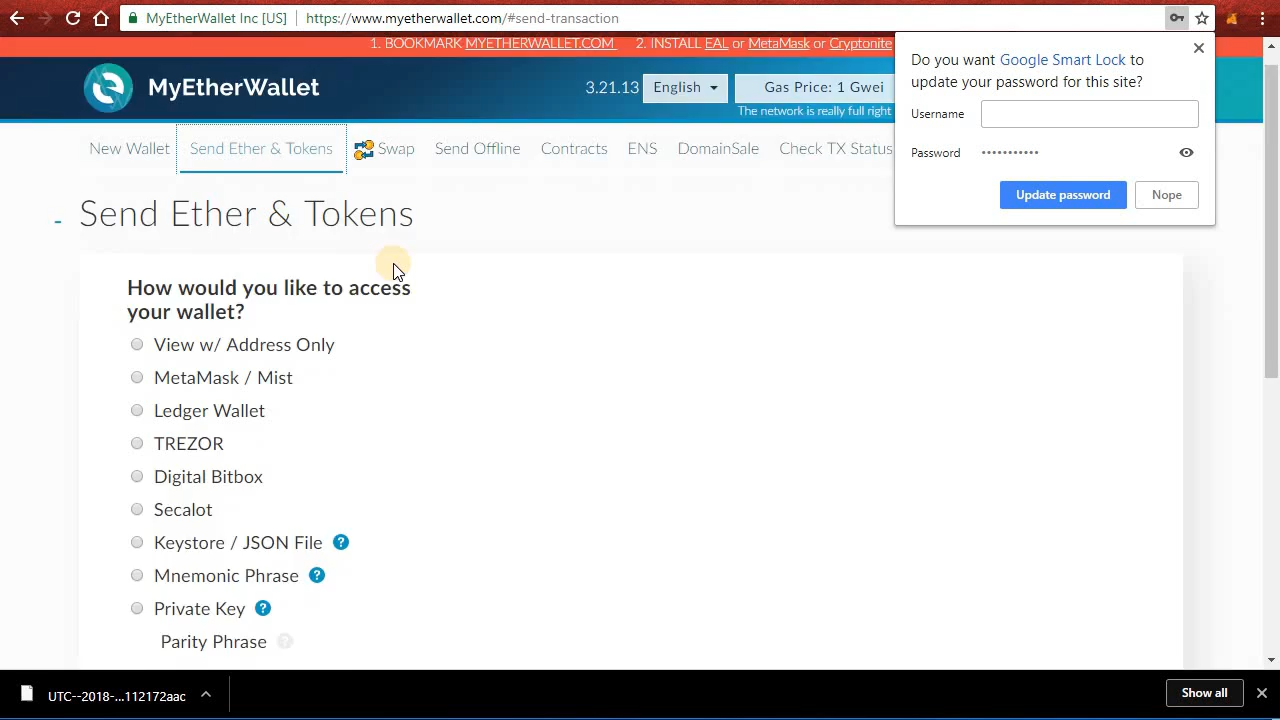 MyEtherWallet Inc [US] https://www.myetherwallet.com/#send-transaction
1. BOOKMARK MYETHERWALLET.COM 2. INSTALL EAL or MetaMask or Cryptonite
MyEtherWallet 3.21.13 English Gas Price: 1 Gwei
The network is really full right
Do you want Google Smart Lock to
update your password for this site?
Username
Password •••••••••••
Update password Nope
New Wallet Send Ether & Tokens Swap Send Offline Contracts ENS DomainSale Check TX Status
- Send Ether & Tokens
How would you like to access
your wallet?
View w/ Address Only
MetaMask / Mist
Ledger Wallet
TREZOR
Digital Bitbox
Secalot
Keystore / JSON File ?
Mnemonic Phrase ?
Private Key ?
Parity Phrase ?
UTC--2018-...112172aac Show all